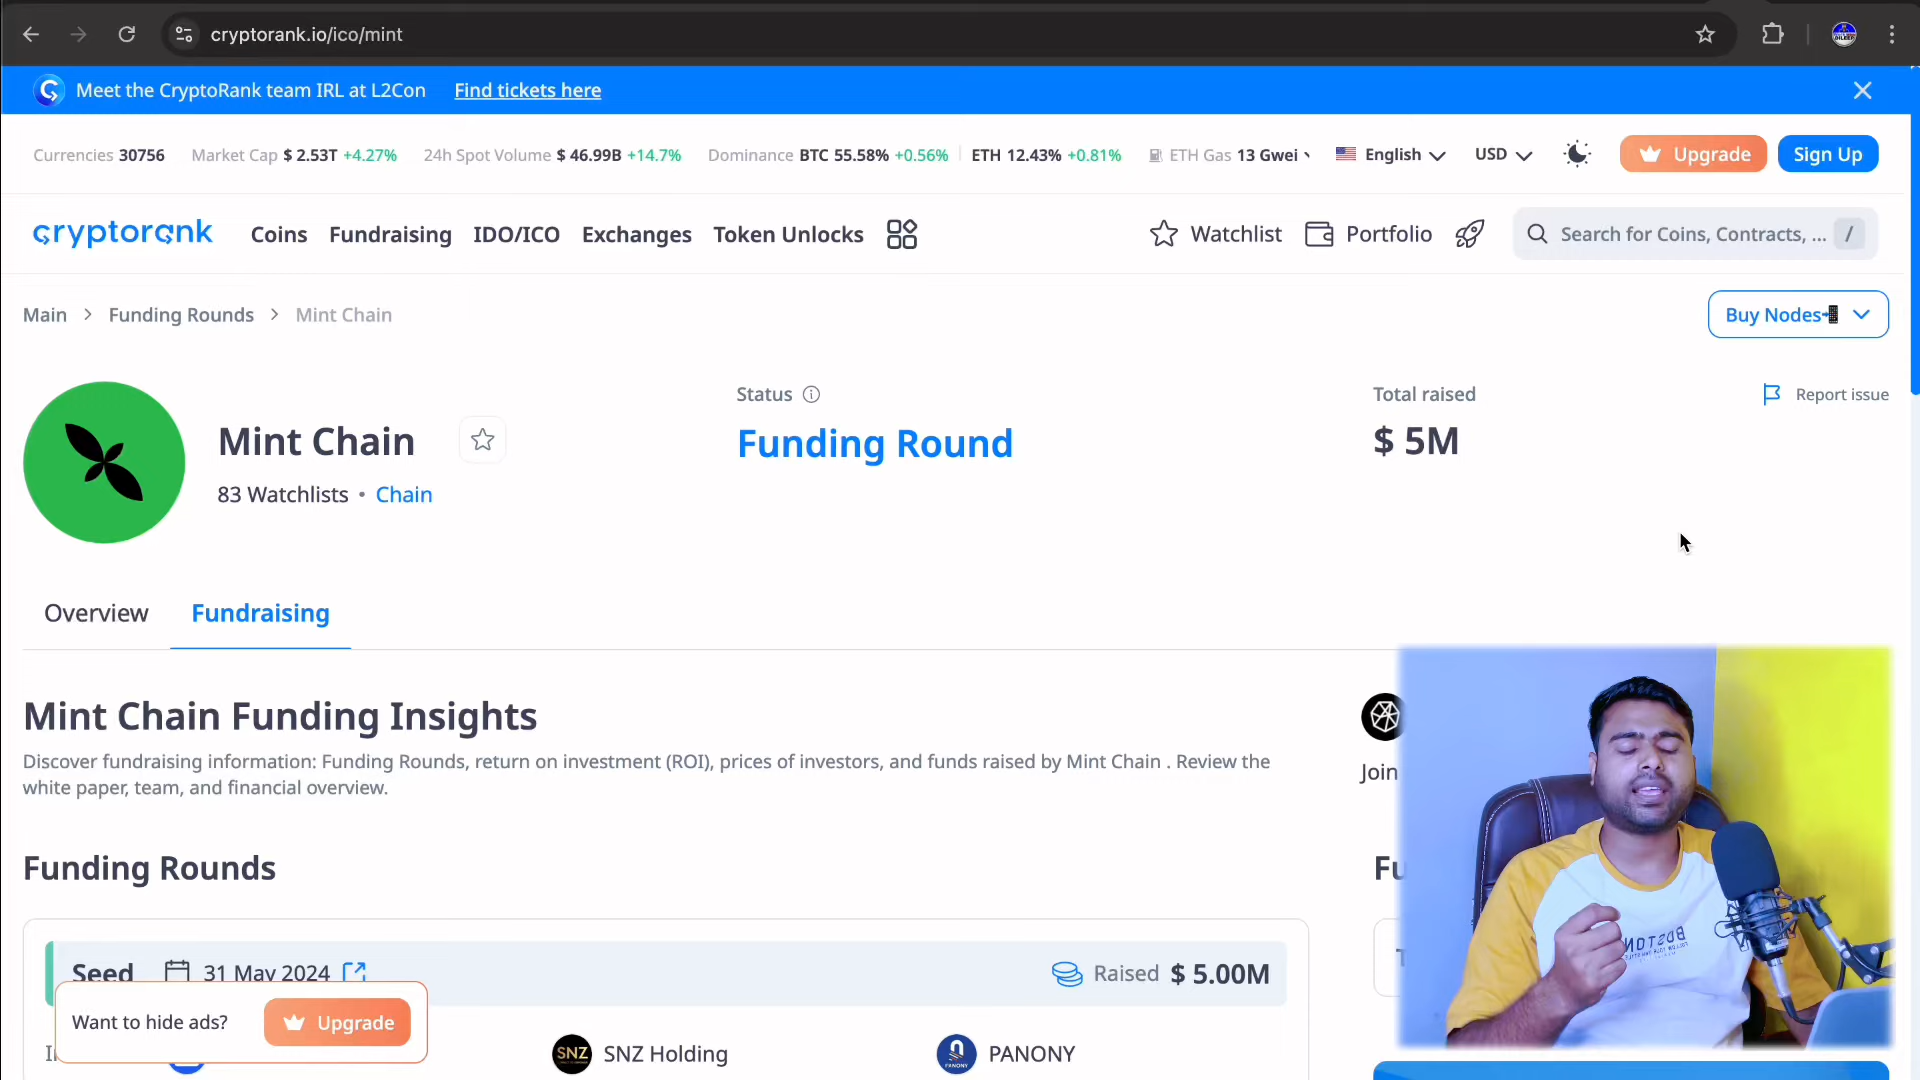 cryptorank.io/ico/mint
Meet the CryptoRank team IRL at L2Con Find tickets here
Currencies 30756 Market Cap $ 2.53T +4.27% 24h Spot Volume $ 46.99B +14.7% Dominance BTC 55.58% +0.56% ETH 12.43% +0.81% ETH Gas 13 Gwei English USD Upgrade Sign Up
cryptorank Coins Fundraising IDO/ICO Exchanges Token Unlocks Watchlist Portfolio Search for Coins, Contracts, ... /
Main > Funding Rounds > Mint Chain Buy Nodes
Status Total raised Report issue
Mint Chain Funding Round $ 5M
83 Watchlists • Chain
Overview Fundraising
Mint Chain Funding Insights
Discover fundraising information: Funding Rounds, return on investment (ROI), prices of investors, and funds raised by Mint Chain . Review the
white paper, team, and financial overview.
Join
Funding Rounds Fu
Seed 31 May 2024 Raised $ 5.00M
Want to hide ads? Upgrade
SNZ SNZ Holding PANONY PANONY
BOSTON